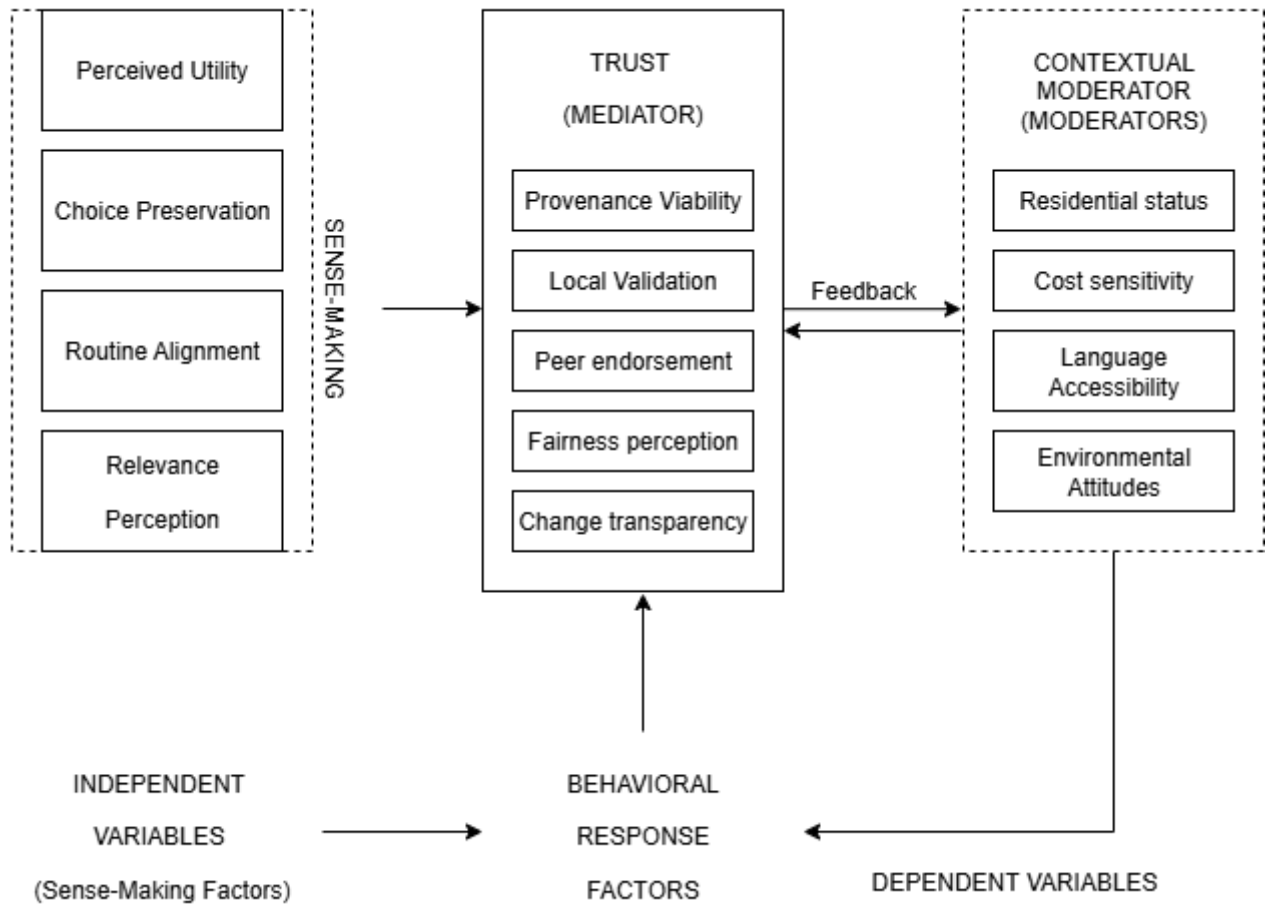 Perceived Utility
Choice Preservation
Routine Alignment
Relevance
Perception
SENSE-MAKING
TRUST
(MEDIATOR)
Provenance Viability
Local Validation
Peer endorsement
Fairness perception
Change transparency
Feedback
CONTEXTUAL
MODERATOR
(MODERATORS)
Residential status
Cost sensitivity
Language
Accessibility
Environmental
Attitudes
INDEPENDENT
VARIABLES
(Sense-Making Factors)
BEHAVIORAL
RESPONSE
FACTORS
DEPENDENT VARIABLES